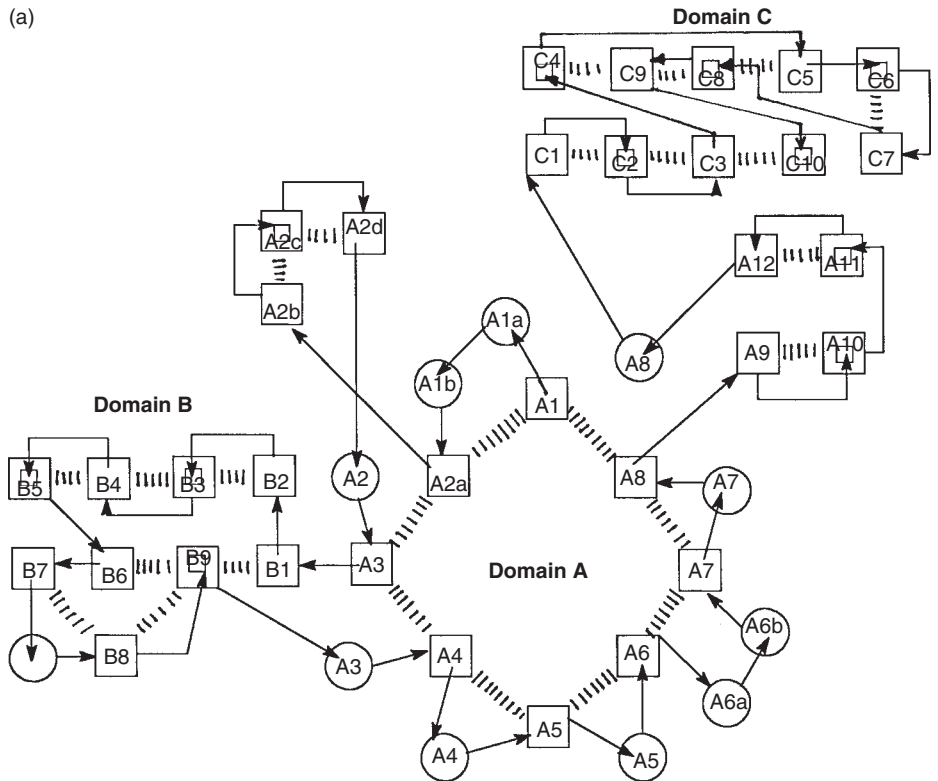 (a)
Domain C
C4
C9
C8
C5
C6
C1
C2
C3
C10
C7
A2c
A2d
A12
A11
A2b
A1a
A8
A9
A10
A1b
A1
Domain B
B5
B4
B3
B2
A2
A2a
A8
A7
B7
B6
B9
B1
A3
Domain A
A7
B8
A3
A4
A6
A6b
A6a
A5
A4
A5